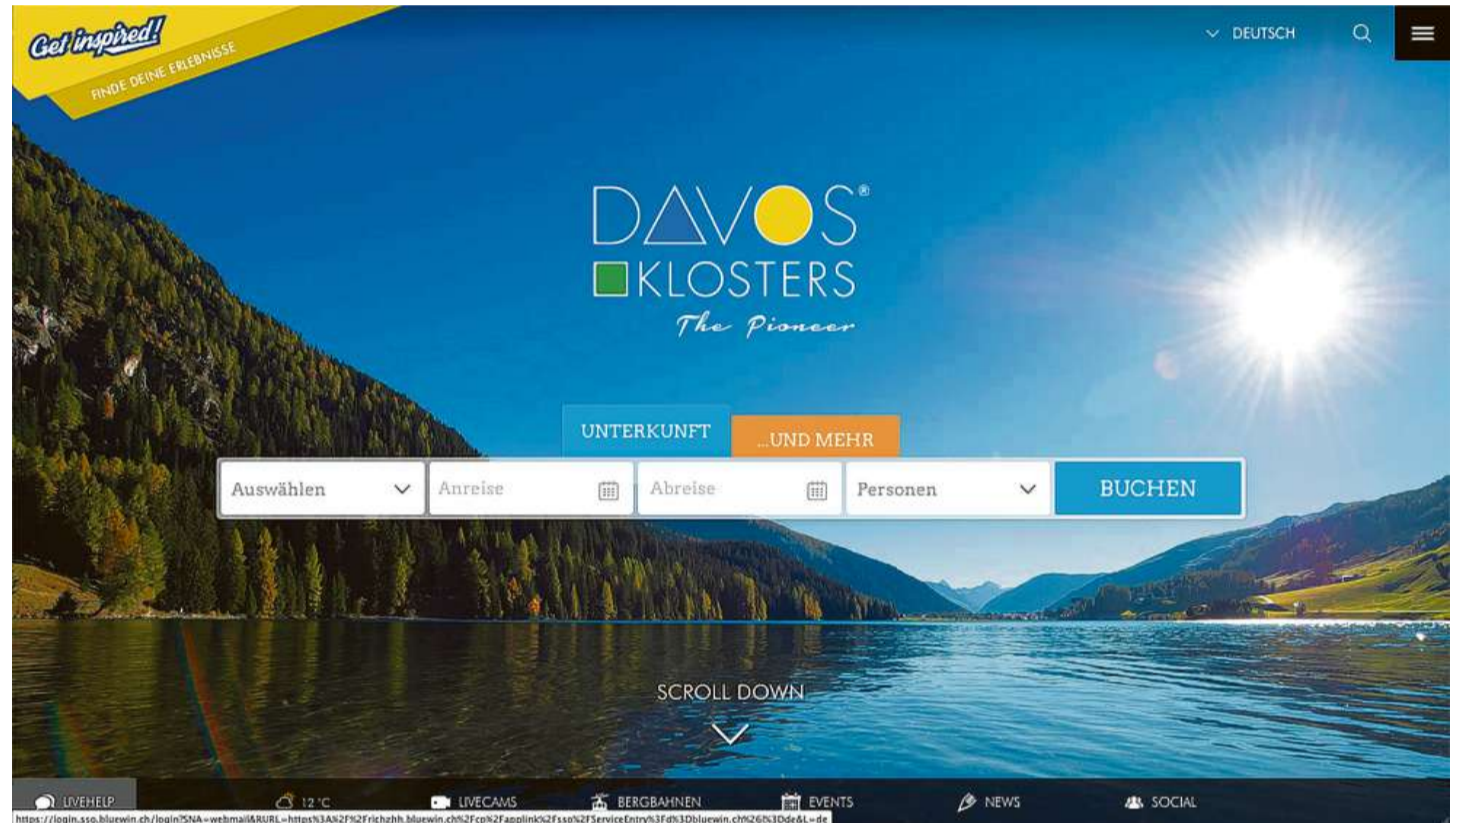 Get inspired!
FINDE DEINE ERLEBNISSE
DEUTSCH
DAVOS®
KLOSTERS
The Pioneer
UNTERKUNFT
...UND MEHR
Auswählen
Anreise
Abreise
Personen
BUCHEN
SCROLL DOWN
LIVEHELP
12°C
LIVECAMS
BERGBAHNEN
EVENTS
NEWS
SOCIAL